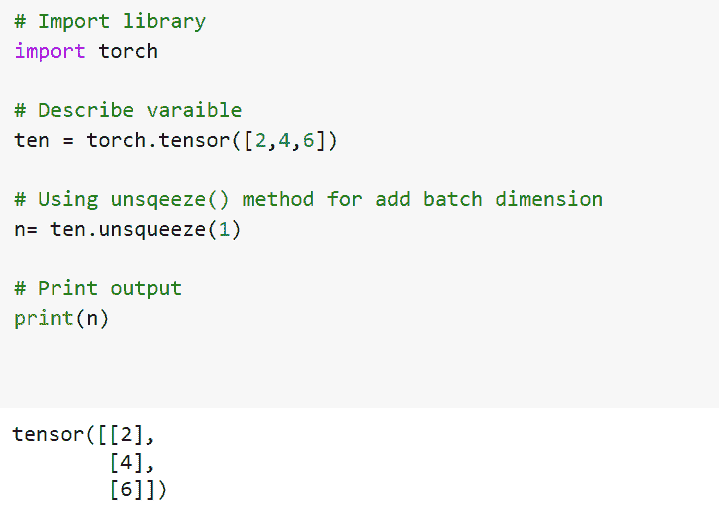 # Import library
import torch
# Describe varaible
ten = torch.tensor([2,4,6])
# Using unsqeeze() method for add batch dimension
n= ten.unsqueeze(1)
# Print output
print(n)
tensor([[2],
[4],
[6]])